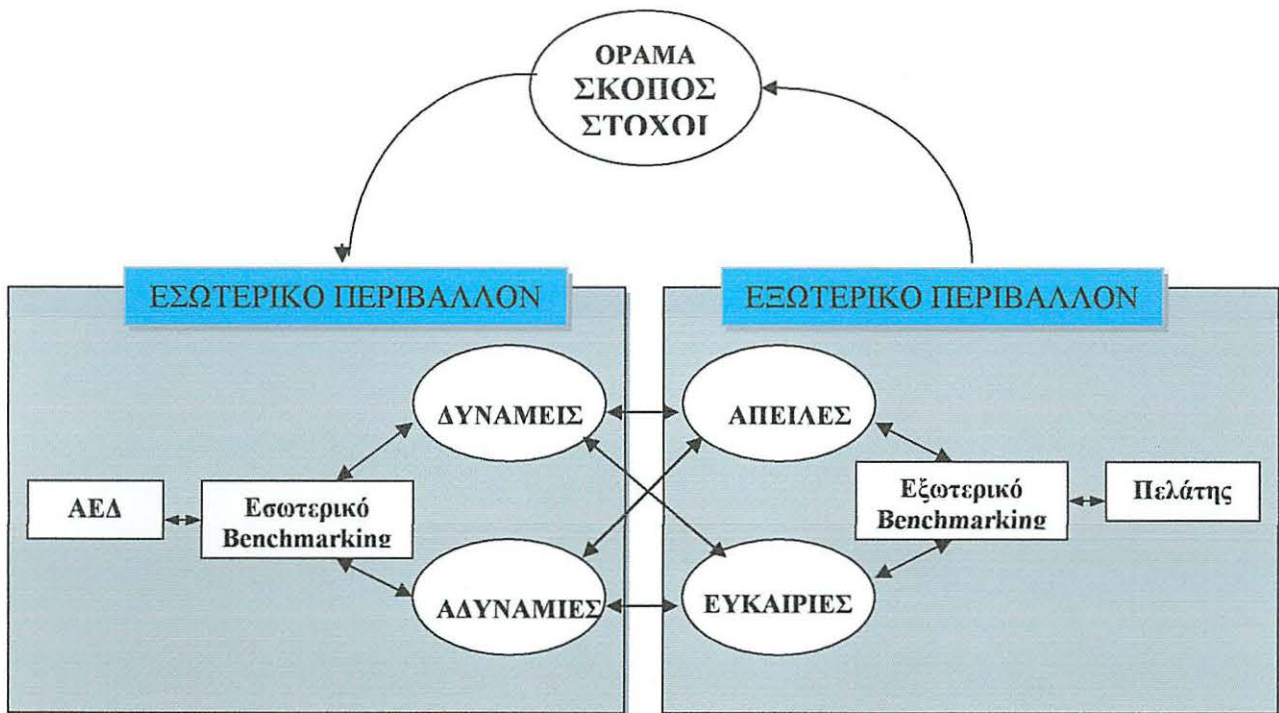 ΟΡΑΜΑ
ΣΚΟΠΟΣ
ΣΤΟΧΟΙ
ΕΣΩΤΕΡΙΚΟ ΠΕΡΙΒΑΛΛΟΝ
ΕΞΩΤΕΡΙΚΟ ΠΕΡΙΒΑΛΛΟΝ
ΔΥΝΑΜΕΙΣ
ΑΠΕΙΛΕΣ
ΑΕΔ
Εσωτερικό
Benchmarking
Εξωτερικό
Benchmarking
Πελάτης
ΑΔΥΝΑΜΙΕΣ
ΕΥΚΑΙΡΙΕΣ